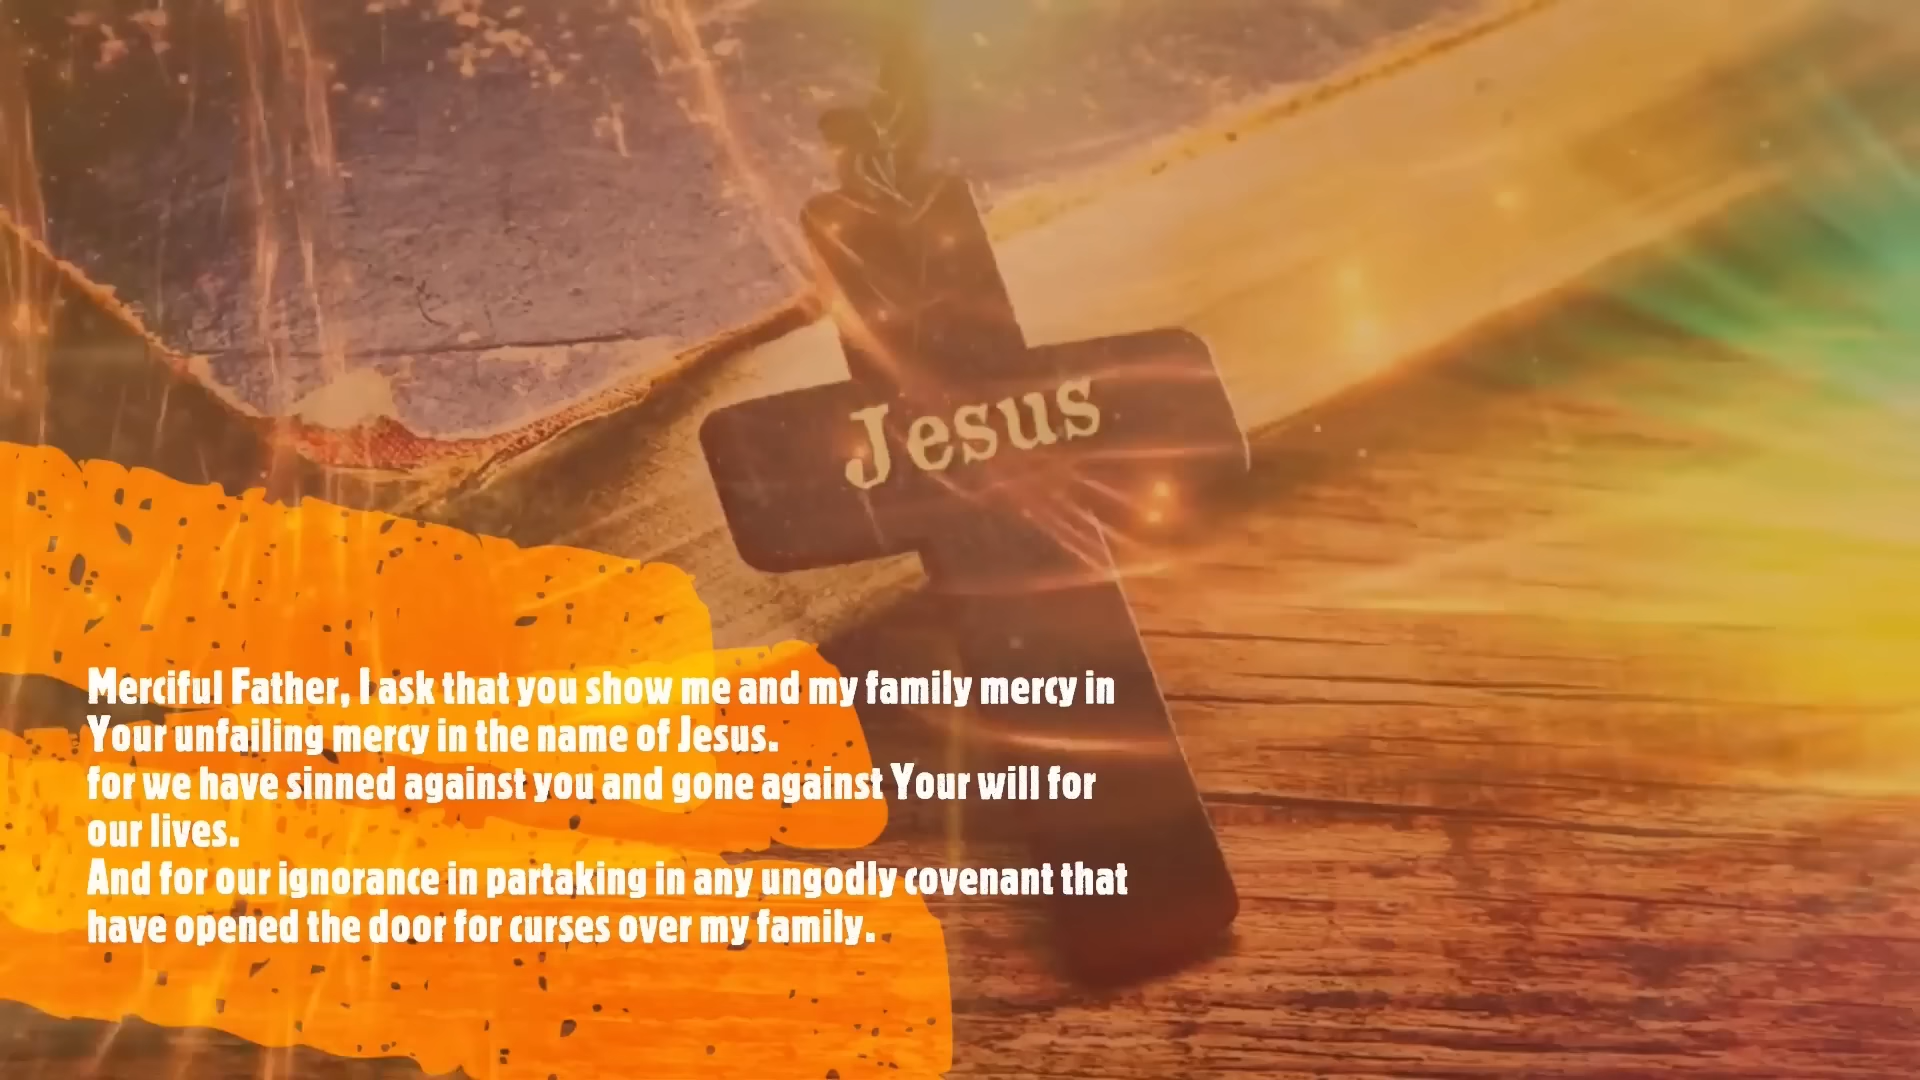 Jesus
Merciful Father, I ask that you show me and my family mercy in
Your unfailing mercy in the name of Jesus.
for we have sinned against you and gone against Your will for
our lives.
And for our ignorance in partaking in any ungodly covenant that
have opened the door for curses over my family.